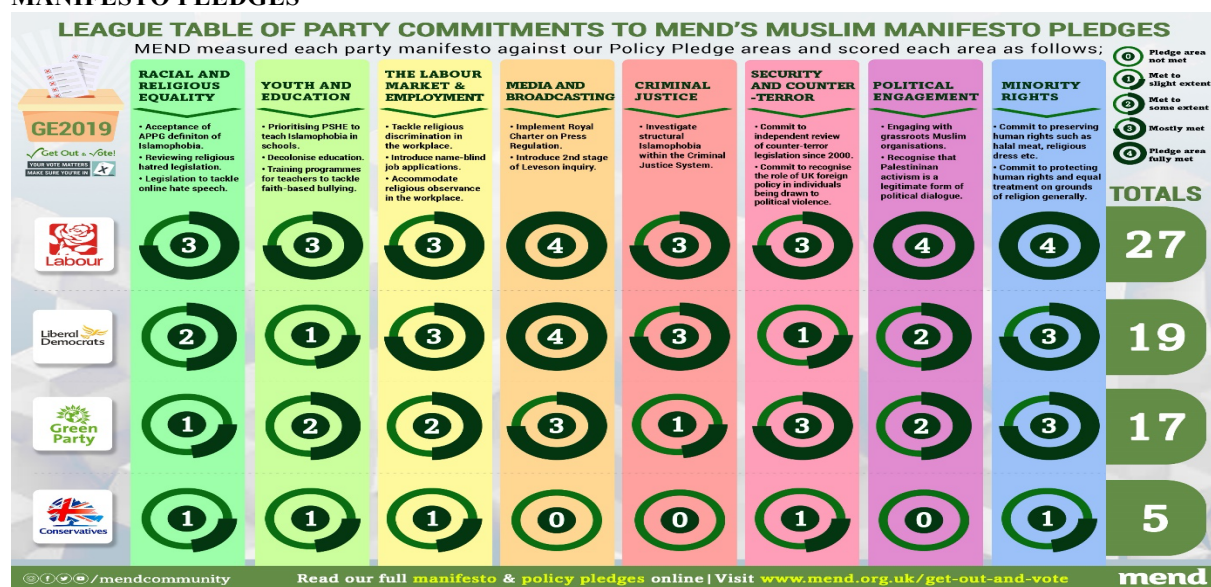 MANIFESTO PLEDGES
LEAGUE TABLE OF PARTY COMMITMENTS TO MEND'S MUSLIM MANIFESTO PLEDGES
MEND measured each party manifesto against our Policy Pledge areas and scored each area as follows;
0 Pledge area
not met
1 Met to
slight extent
2 Met to
some extent
3 Mostly met
4 Pledge area
fully met
GE2019
Get Out & Vote!
YOUR VOTE MATTERS
MAKE SURE YOU'RE IN
RACIAL AND
RELIGIOUS
EQUALITY
• Acceptance of
APPG definiton of
Islamophobia.
• Reviewing religious
hatred legislation.
• Legislation to tackle
online hate speech.
YOUTH AND
EDUCATION
• Prioritising PSHE to
teach Islamophobia in
schools.
• Decolonise education.
• Training programmes
for teachers to tackle
faith-based bullying.
THE LABOUR
MARKET &
EMPLOYMENT
• Tackle religious
discrimination in
the workplace.
• Introduce name-blind
job applications.
• Accommodate
religious observance
in the workplace.
MEDIA AND
BROADCASTING
• Implement Royal
Charter on Press
Regulation.
• Introduce 2nd stage
of Leveson inquiry.
CRIMINAL
JUSTICE
• Investigate
structural
Islamophobia
within the Criminal
Justice System.
SECURITY
AND COUNTER
-TERROR
• Commit to
independent review
of counter-terror
legislation since 2000.
• Commit to recognise
the role of UK foreign
policy in individuals
being drawn to
political violence.
POLITICAL
ENGAGEMENT
• Engaging with
grassroots Muslim
organisations.
• Recognise that
Palestininan
activism is a
legitimate form of
political dialogue.
MINORITY
RIGHTS
• Commit to preserving
human rights such as
halal meat, religious
dress etc.
• Commit to protecting
human rights and equal
treatment on grounds
of religion generally.
TOTALS
Labour 3 3 3 4 3 3 4 4 27
Liberal
Democrats 2 1 3 4 3 1 2 3 19
Green
Party 1 2 2 3 1 3 2 3 17
Conservatives 1 1 1 0 0 1 0 1 5
/mendcommunity Read our full manifesto & policy pledges online | Visit www.mend.org.uk/get-out-and-vote mend